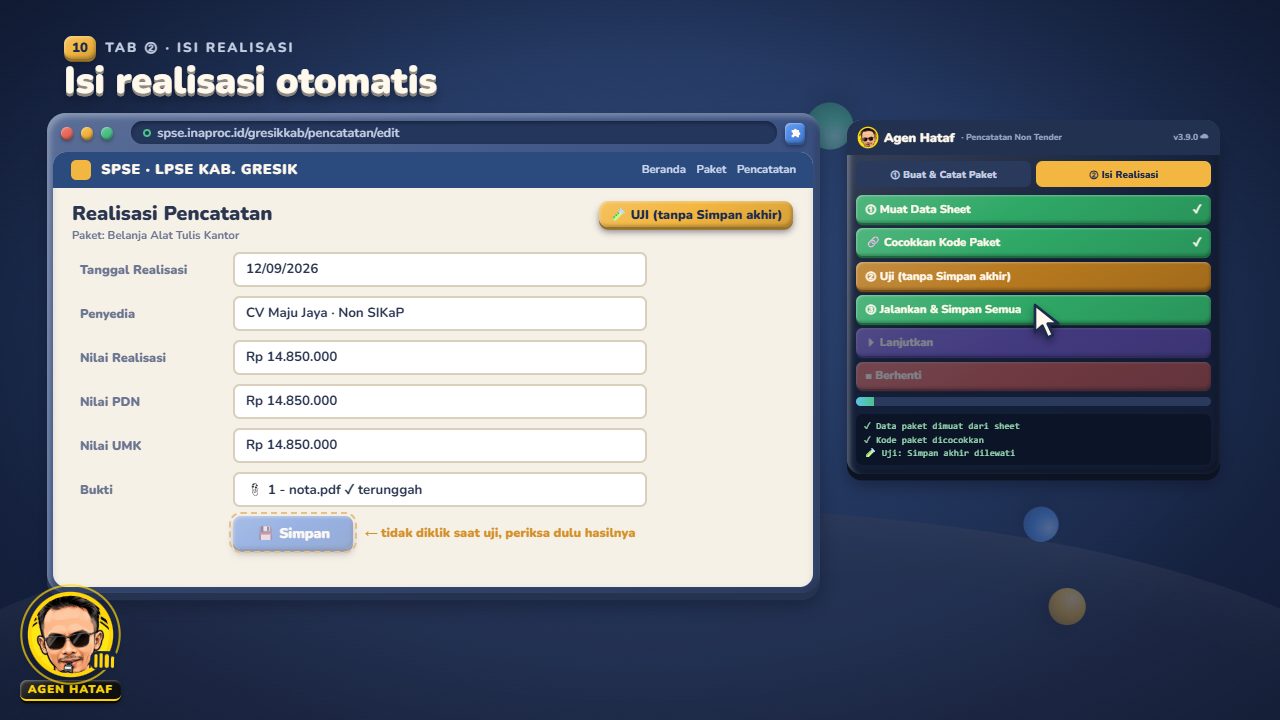 10 TAB ② · ISI REALISASI
Isi realisasi otomatis
spse.inaproc.id/gresikkab/pencatatan/edit
SPSE · LPSE KAB. GRESIK
Beranda Paket Pencatatan
Realisasi Pencatatan
Paket: Belanja Alat Tulis Kantor
UJI (tanpa Simpan akhir)
Tanggal Realisasi 12/09/2026
Penyedia CV Maju Jaya · Non SIKaP
Nilai Realisasi Rp 14.850.000
Nilai PDN Rp 14.850.000
Nilai UMK Rp 14.850.000
Bukti 1 - nota.pdf ✓ terunggah
Simpan ← tidak diklik saat uji, periksa dulu hasilnya
Agen Hataf · Pencatatan Non Tender v3.9.0
① Buat & Catat Paket ② Isi Realisasi
① Muat Data Sheet ✓
Cocokkan Kode Paket ✓
② Uji (tanpa Simpan akhir)
③ Jalankan & Simpan Semua
Lanjutkan
Berhenti
✓ Data paket dimuat dari sheet
✓ Kode paket dicocokkan
Uji: Simpan akhir dilewati
AGEN HATAF